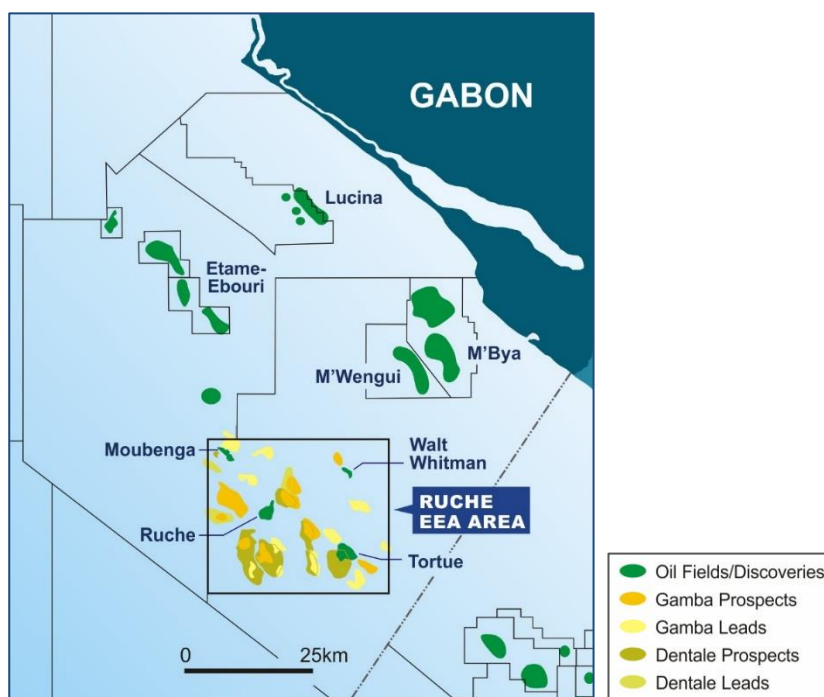 GABON
Lucina
Etame-
Ebouri
M'Bya
M'Wengui
Moubenga
Walt
Whitman
RUCHE
EEA AREA
Ruche
Tortue
0 25km
Oil Fields/Discoveries
Gamba Prospects
Gamba Leads
Dentale Prospects
Dentale Leads